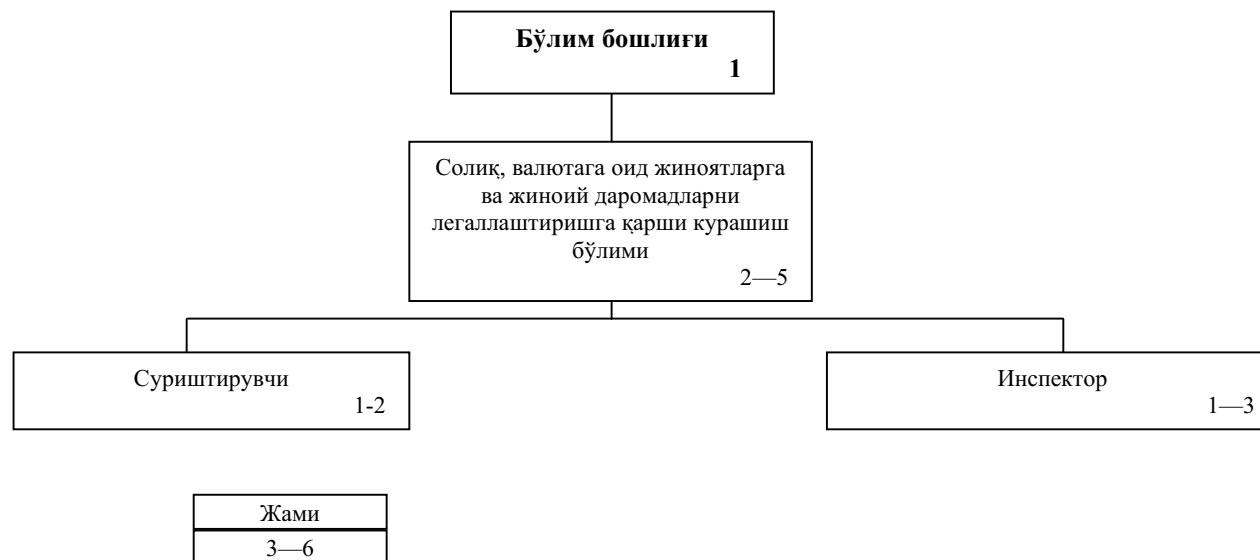 Бўлим бошлиғи
1
Солиқ, валютага оид жиноятларга
ва жиноий даромадларни
легаллаштиришга қарши курашиш
бўлими
2—5
Суриштирувчи
1-2
Инспектор
1—3
Жами
3—6